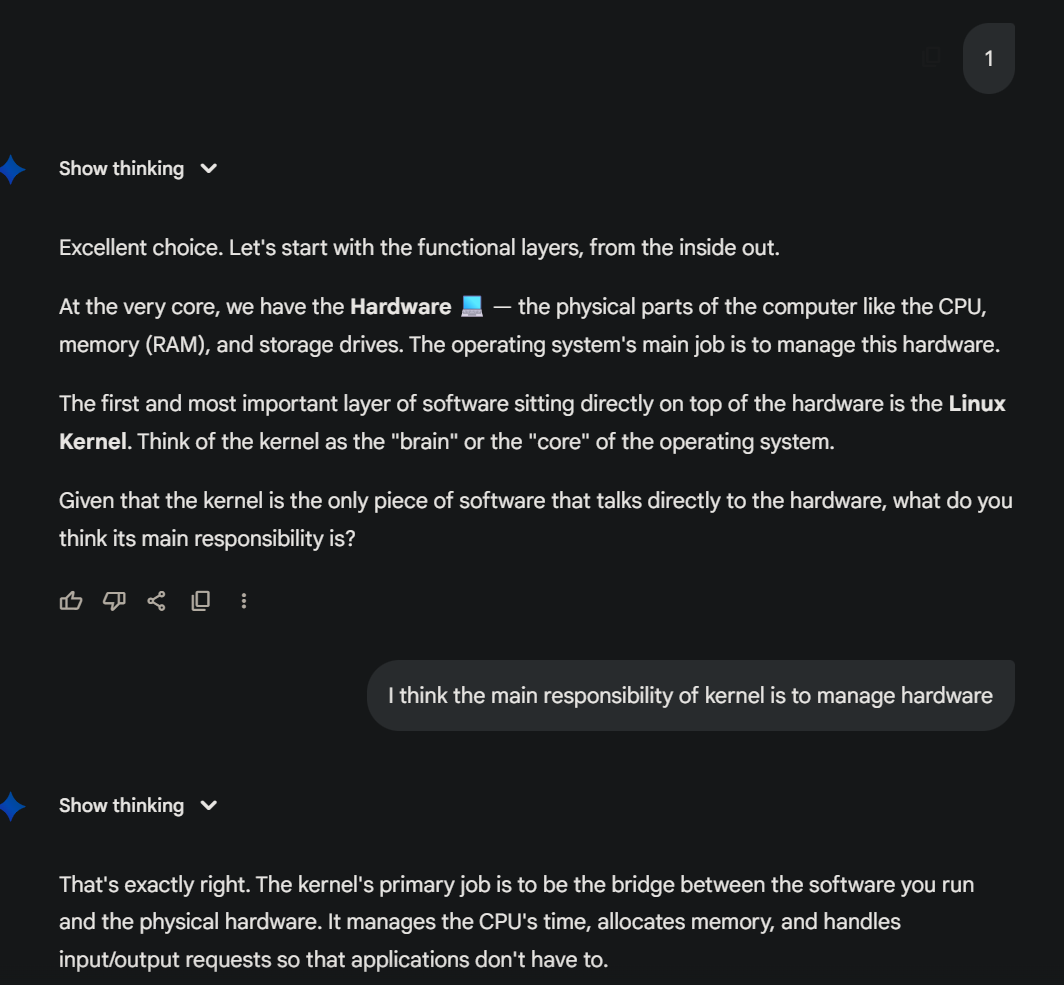 1
Show thinking
Excellent choice. Let's start with the functional layers, from the inside out.
At the very core, we have the Hardware 💻 — the physical parts of the computer like the CPU,
memory (RAM), and storage drives. The operating system's main job is to manage this hardware.
The first and most important layer of software sitting directly on top of the hardware is the Linux
Kernel. Think of the kernel as the "brain" or the "core" of the operating system.
Given that the kernel is the only piece of software that talks directly to the hardware, what do you
think its main responsibility is?
I think the main responsibility of kernel is to manage hardware
Show thinking
That's exactly right. The kernel's primary job is to be the bridge between the software you run
and the physical hardware. It manages the CPU's time, allocates memory, and handles
input/output requests so that applications don't have to.